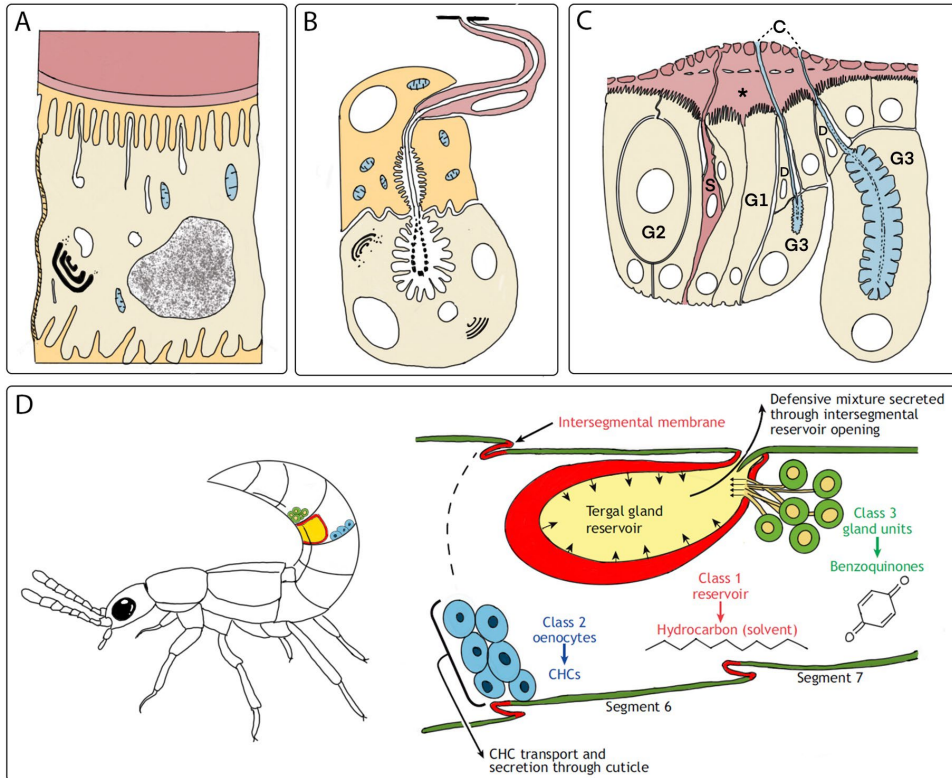 A
B
C
C
*
D
D
G3
S
G1
G2
G3
D
Defensive mixture secreted
through intersegmental
reservoir opening
Intersegmental membrane
Tergal gland
reservoir
Class 3
gland units
Benzoquinones
Class 1
reservoir
Hydrocarbon (solvent)
O
O
Class 2
oenocytes
CHCs
Segment 7
Segment 6
CHC transport and
secretion through cuticle